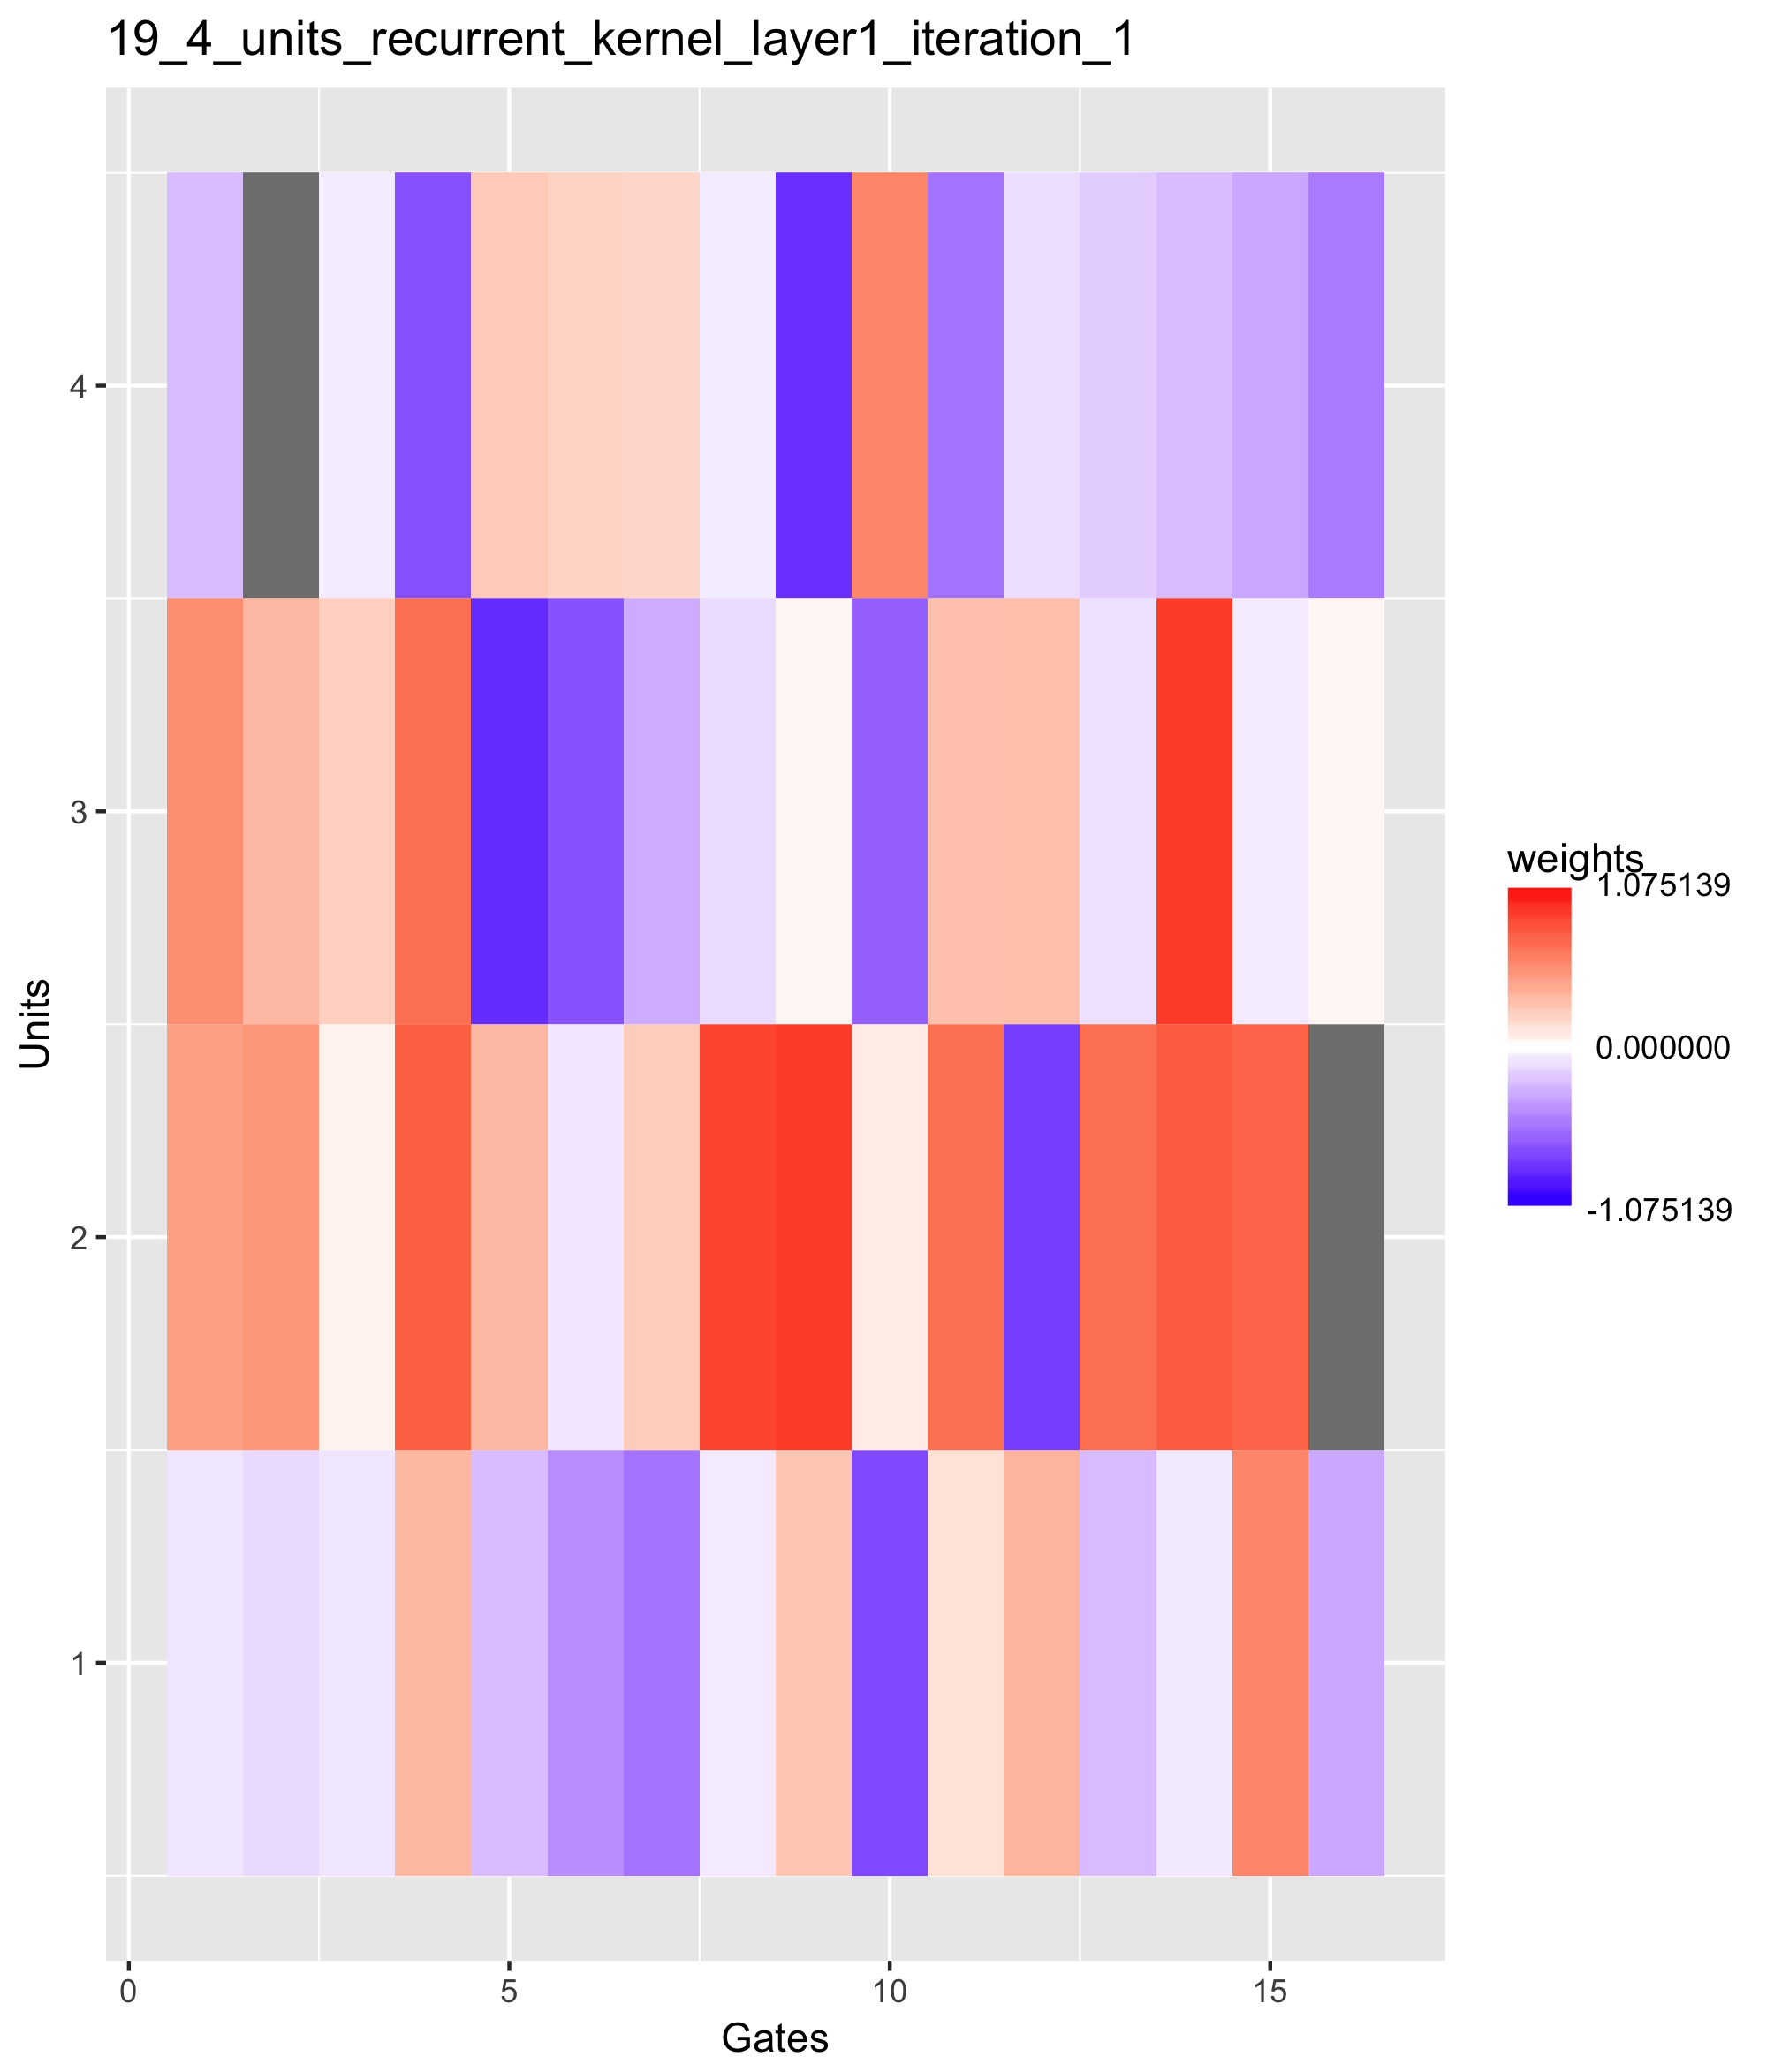 19_4_units_recurrent_kernel_layer1_iteration_1
Units
4
3
2
1
0 5 10 15
Gates
weights
1.075139
0.000000
-1.075139